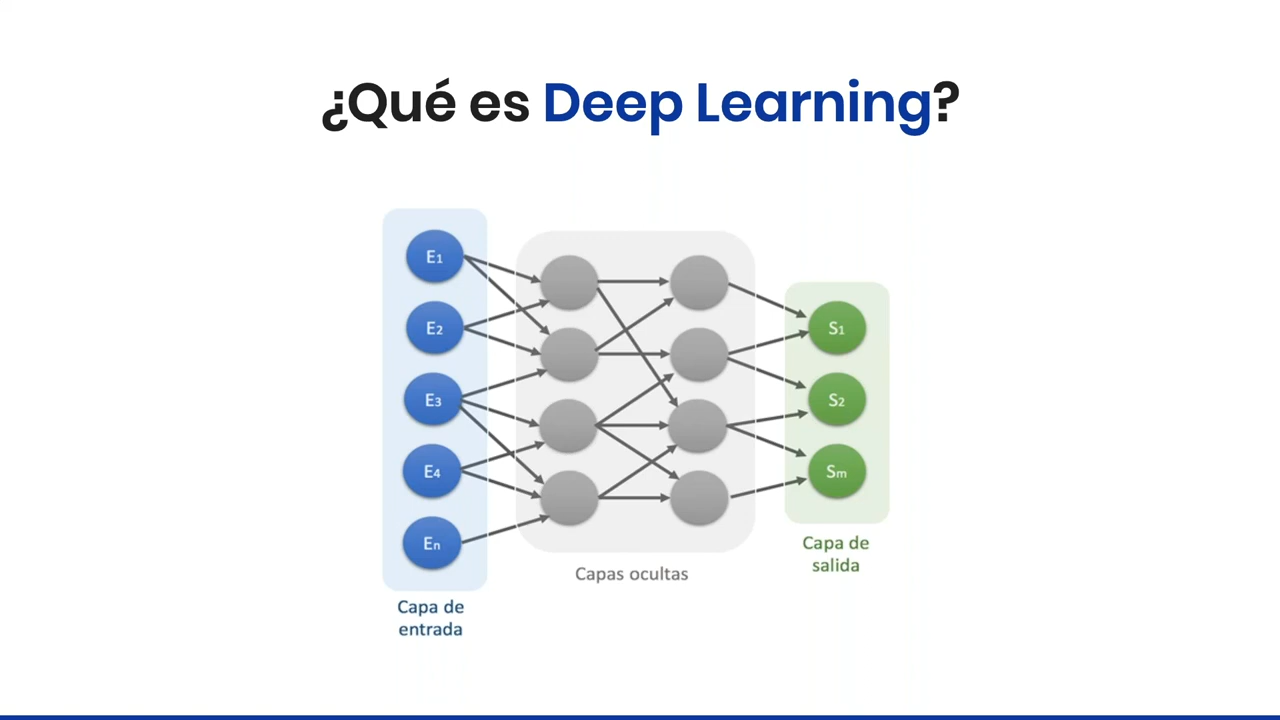 ¿Qué es Deep Learning?
E1
E2
E3
E4
En
S1
S2
Sm
Capas ocultas
Capa de
salida
Capa de
entrada